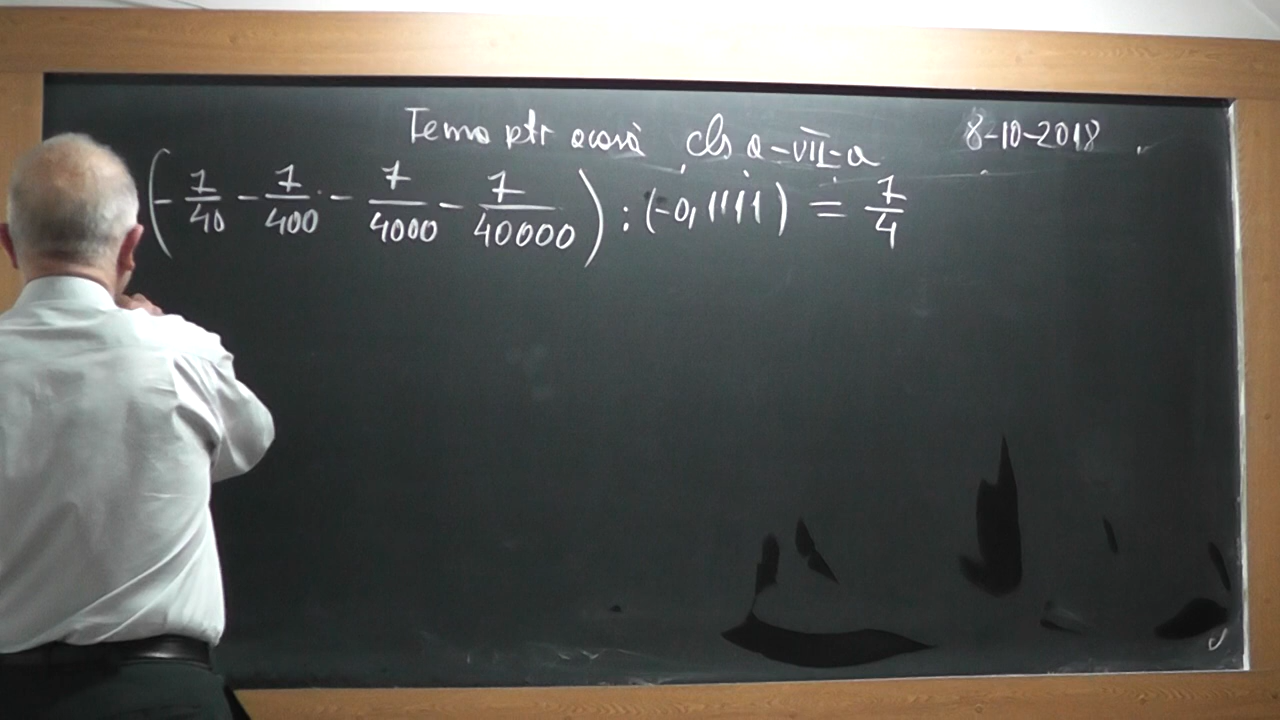 Tema ptr acasă cls a-VII-a 8-10-2018
(-7/40 - 7/400 - 7/4000 - 7/40000) : (-0,1111) = 7/4